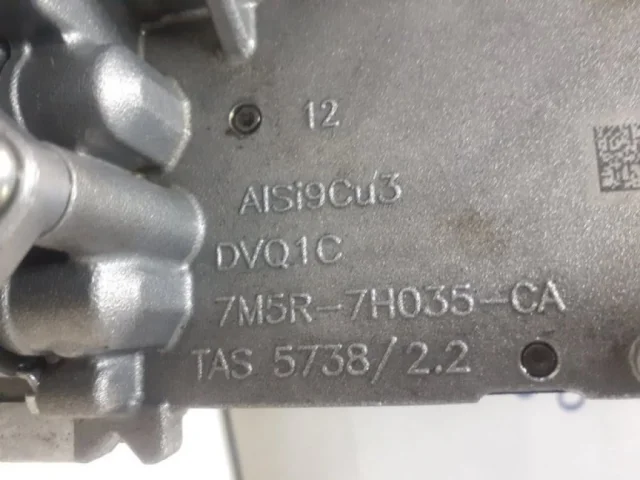 12
AlSi9Cu3
DVQ1C
7M5R-7H035-CA
TAS 5738/2.2